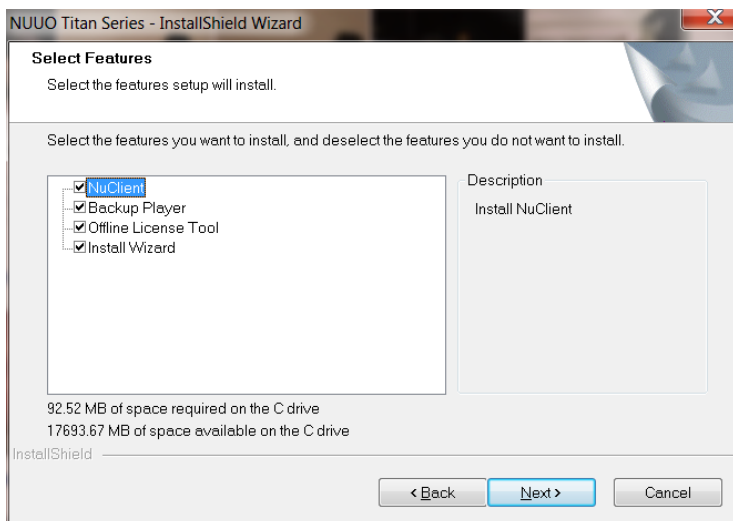 NUUO Titan Series - InstallShield Wizard
Select Features
Select the features setup will install.
Select the features you want to install, and deselect the features you do not want to install.
NuClient
Backup Player
Offline License Tool
Install Wizard
Description
Install NuClient
92.52 MB of space required on the C drive
17693.67 MB of space available on the C drive
InstallShield
< Back
Next >
Cancel